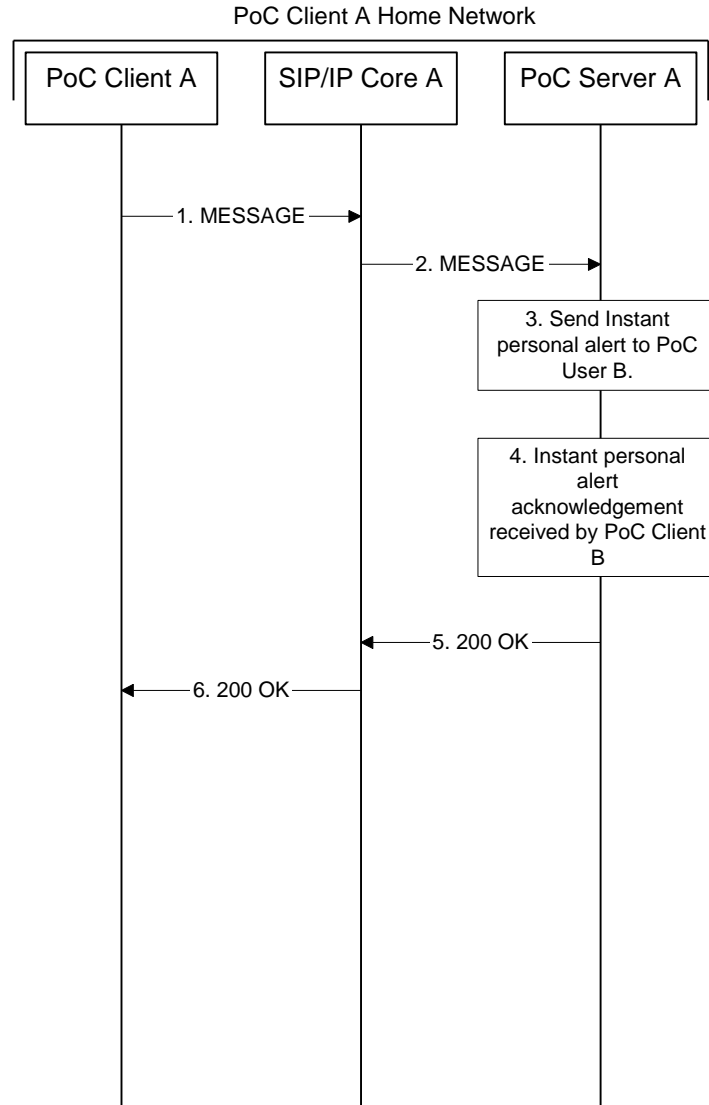 PoC Client A Home Network
PoC Client A
SIP/IP Core A
PoC Server A
1. MESSAGE
2. MESSAGE
3. Send Instant
personal alert to PoC
User B.
4. Instant personal
alert
acknowledgement
received by PoC Client
B
5. 200 OK
6. 200 OK